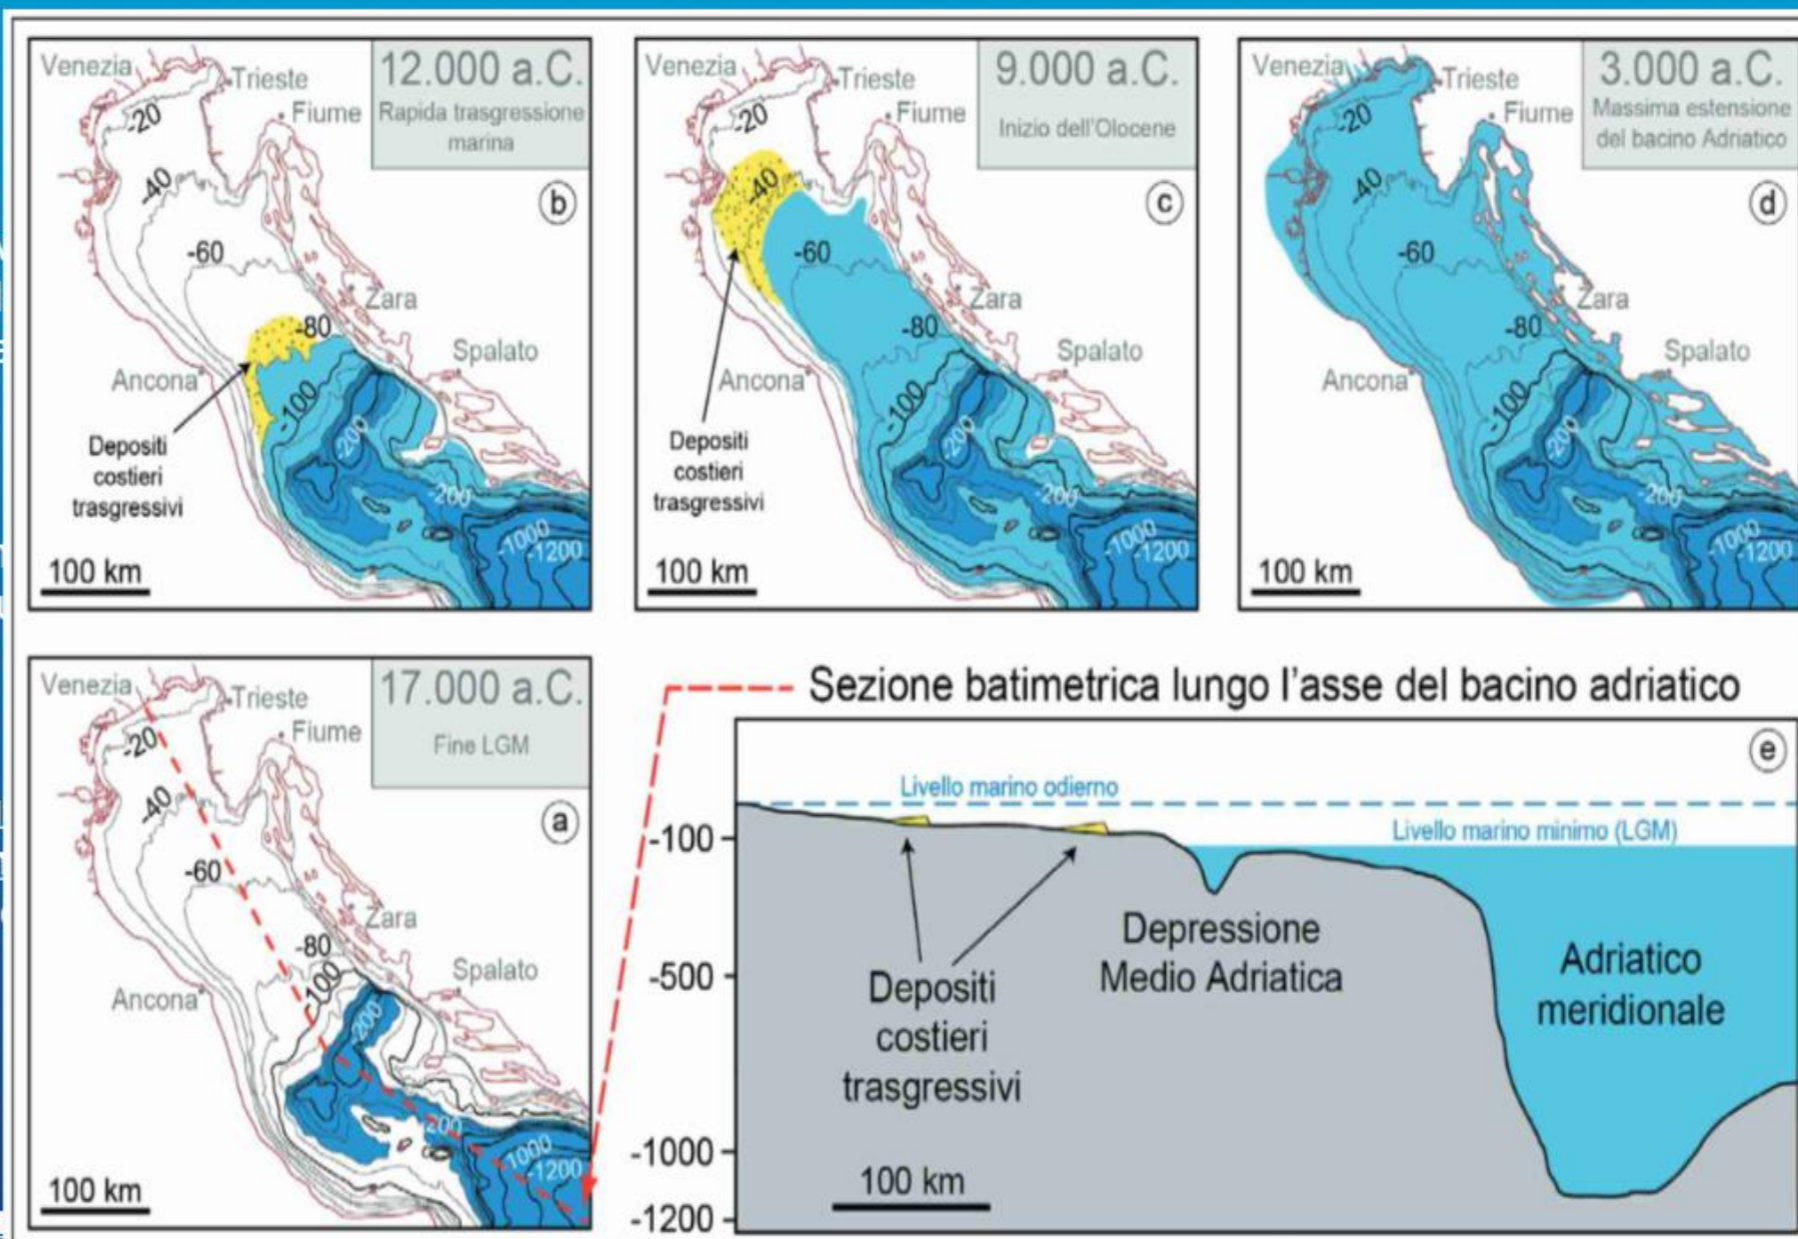 Venezia
Trieste
Fiume
12.000 a.C.
Rapida trasgressione
marina
b
-20
-40
-60
-80
-100
-200
-200
-1000
-1200
Zara
Spalato
Ancona
Depositi
costieri
trasgressivi
100 km
Venezia
Trieste
Fiume
9.000 a.C.
Inizio dell'Olocene
c
-20
-40
-60
-80
-100
-200
-200
-1000
-1200
Zara
Spalato
Ancona
Depositi
costieri
trasgressivi
100 km
Venezia
Trieste
Fiume
3.000 a.C.
Massima estensione
del bacino Adriatico
d
-20
-40
-60
-80
-100
-200
-200
-1000
-1200
Zara
Spalato
Ancona
100 km
Venezia
Trieste
Fiume
17.000 a.C.
Fine LGM
a
-20
-40
-60
-80
-100
-200
-200
-1000
-1200
Zara
Spalato
Ancona
100 km
Sezione batimetrica lungo l'asse del bacino adriatico
e
Livello marino odierno
Livello marino minimo (LGM)
-100
-500
-1000
-1200
Depositi
costieri
trasgressivi
Depressione
Medio Adriatica
Adriatico
meridionale
100 km